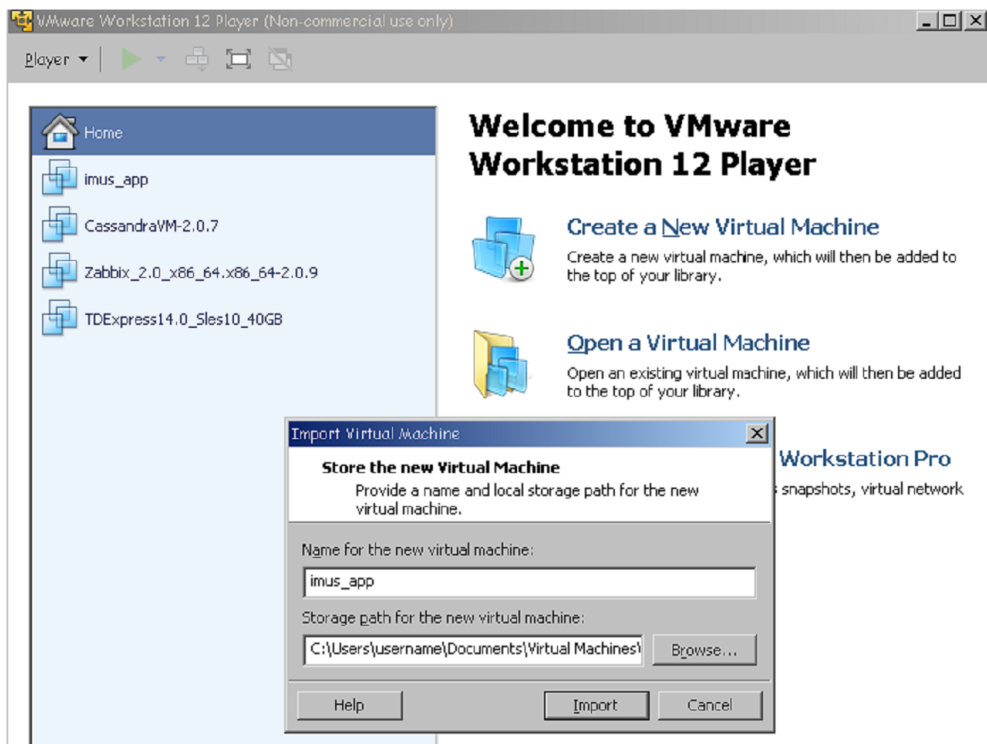 VMware Workstation 12 Player (Non-commercial use only)
Player
Home
imus_app
CassandraVM-2.0.7
Zabbix_2.0_x86_64.x86_64-2.0.9
TDExpress14.0_Sles10_40GB
Welcome to VMware
Workstation 12 Player
Create a New Virtual Machine
Create a new virtual machine, which will then be added to
the top of your library.
Open a Virtual Machine
Open an existing virtual machine, which will then be added
to the top of your library.
Workstation Pro
snapshots, virtual network
Import Virtual Machine
Store the new Virtual Machine
Provide a name and local storage path for the new
virtual machine.
Name for the new virtual machine:
imus_app
Storage path for the new virtual machine:
C:\Users\username\Documents\Virtual Machines\
Browse...
Help
Import
Cancel